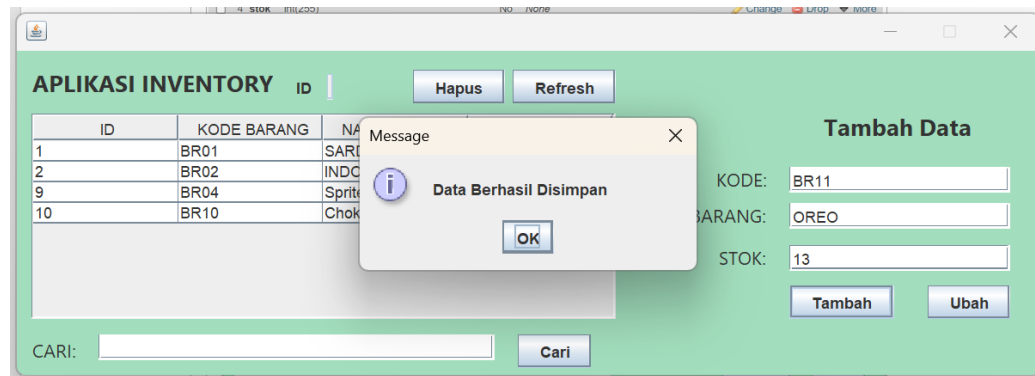 4 stok int(255) No None Change Drop More
APLIKASI INVENTORY ID Hapus Refresh
ID KODE BARANG NA
1 BR01 SARD
2 BR02 INDO
9 BR04 Sprite
10 BR10 Chok
Message
Data Berhasil Disimpan
OK
Tambah Data
KODE: BR11
BARANG: OREO
STOK: 13
Tambah Ubah
CARI: Cari